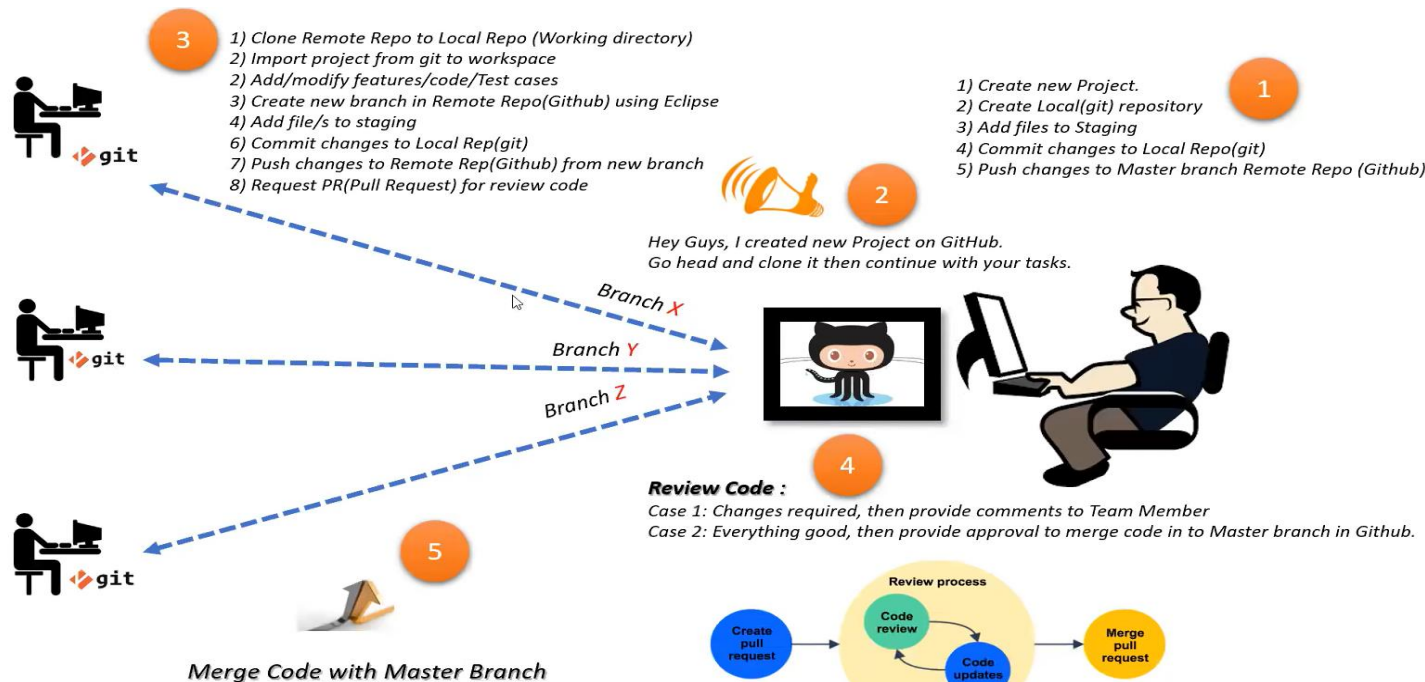 3
1) Clone Remote Repo to Local Repo (Working directory)
2) Import project from git to workspace
2) Add/modify features/code/Test cases
3) Create new branch in Remote Repo(Github) using Eclipse
4) Add file/s to staging
6) Commit changes to Local Rep(git)
7) Push changes to Remote Rep(Github) from new branch
8) Request PR(Pull Request) for review code
git
1
1) Create new Project.
2) Create Local(git) repository
3) Add files to Staging
4) Commit changes to Local Repo(git)
5) Push changes to Master branch Remote Repo (Github)
2
Hey Guys, I created new Project on GitHub.
Go head and clone it then continue with your tasks.
Branch X
Branch Y
Branch Z
git
git
4
Review Code :
Case 1: Changes required, then provide comments to Team Member
Case 2: Everything good, then provide approval to merge code in to Master branch in Github.
5
Merge Code with Master Branch
Review process
Create
pull
request
Code
review
Code
updates
Merge
pull
request